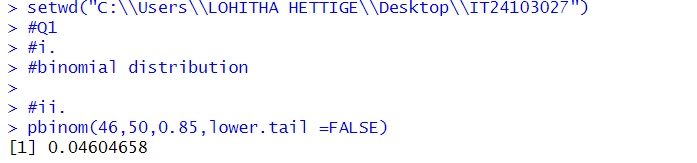 > setwd("C:\\Users\\LOHITHA HETTIGE\\Desktop\\IT24103027")
> #Q1
> #i.
> #binomial distribution
>
> #ii.
> pbinom(46,50,0.85,lower.tail =FALSE)
[1] 0.04604658